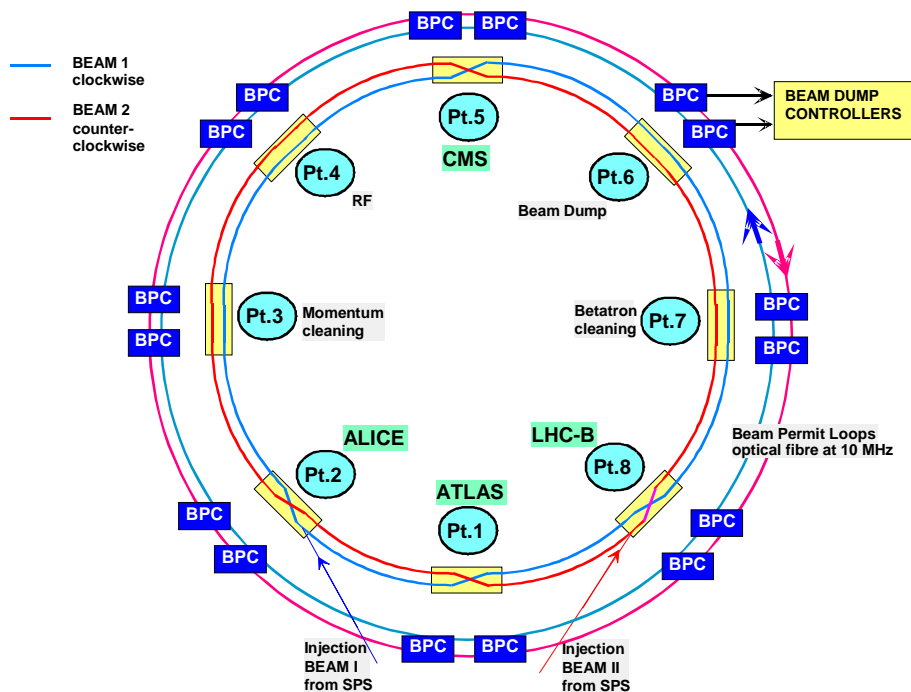 BPC
BPC
BEAM 1
clockwise
BEAM 2
counter-
clockwise
BPC
BPC
BPC
BPC
BEAM DUMP
CONTROLLERS
Pt.5
CMS
Pt.4
RF
Pt.6
Beam Dump
BPC
BPC
Pt.3
Momentum
cleaning
Betatron
cleaning
Pt.7
BPC
BPC
ALICE
Pt.2
LHC-B
Pt.8
Beam Permit Loops
optical fibre at 10 MHz
ATLAS
Pt.1
BPC
BPC
BPC
BPC
BPC
BPC
Injection
BEAM I
from SPS
Injection
BEAM II
from SPS